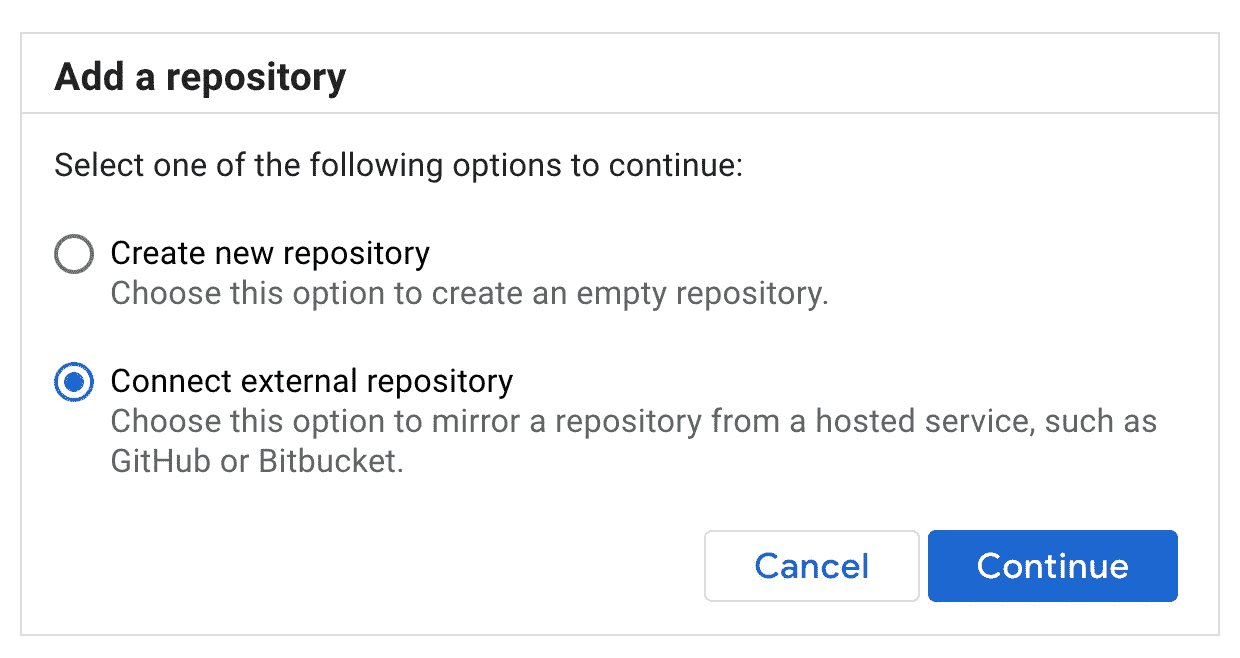 Add a repository
Select one of the following options to continue:
Create new repository
Choose this option to create an empty repository.
Connect external repository
Choose this option to mirror a repository from a hosted service, such as
GitHub or Bitbucket.
Cancel
Continue